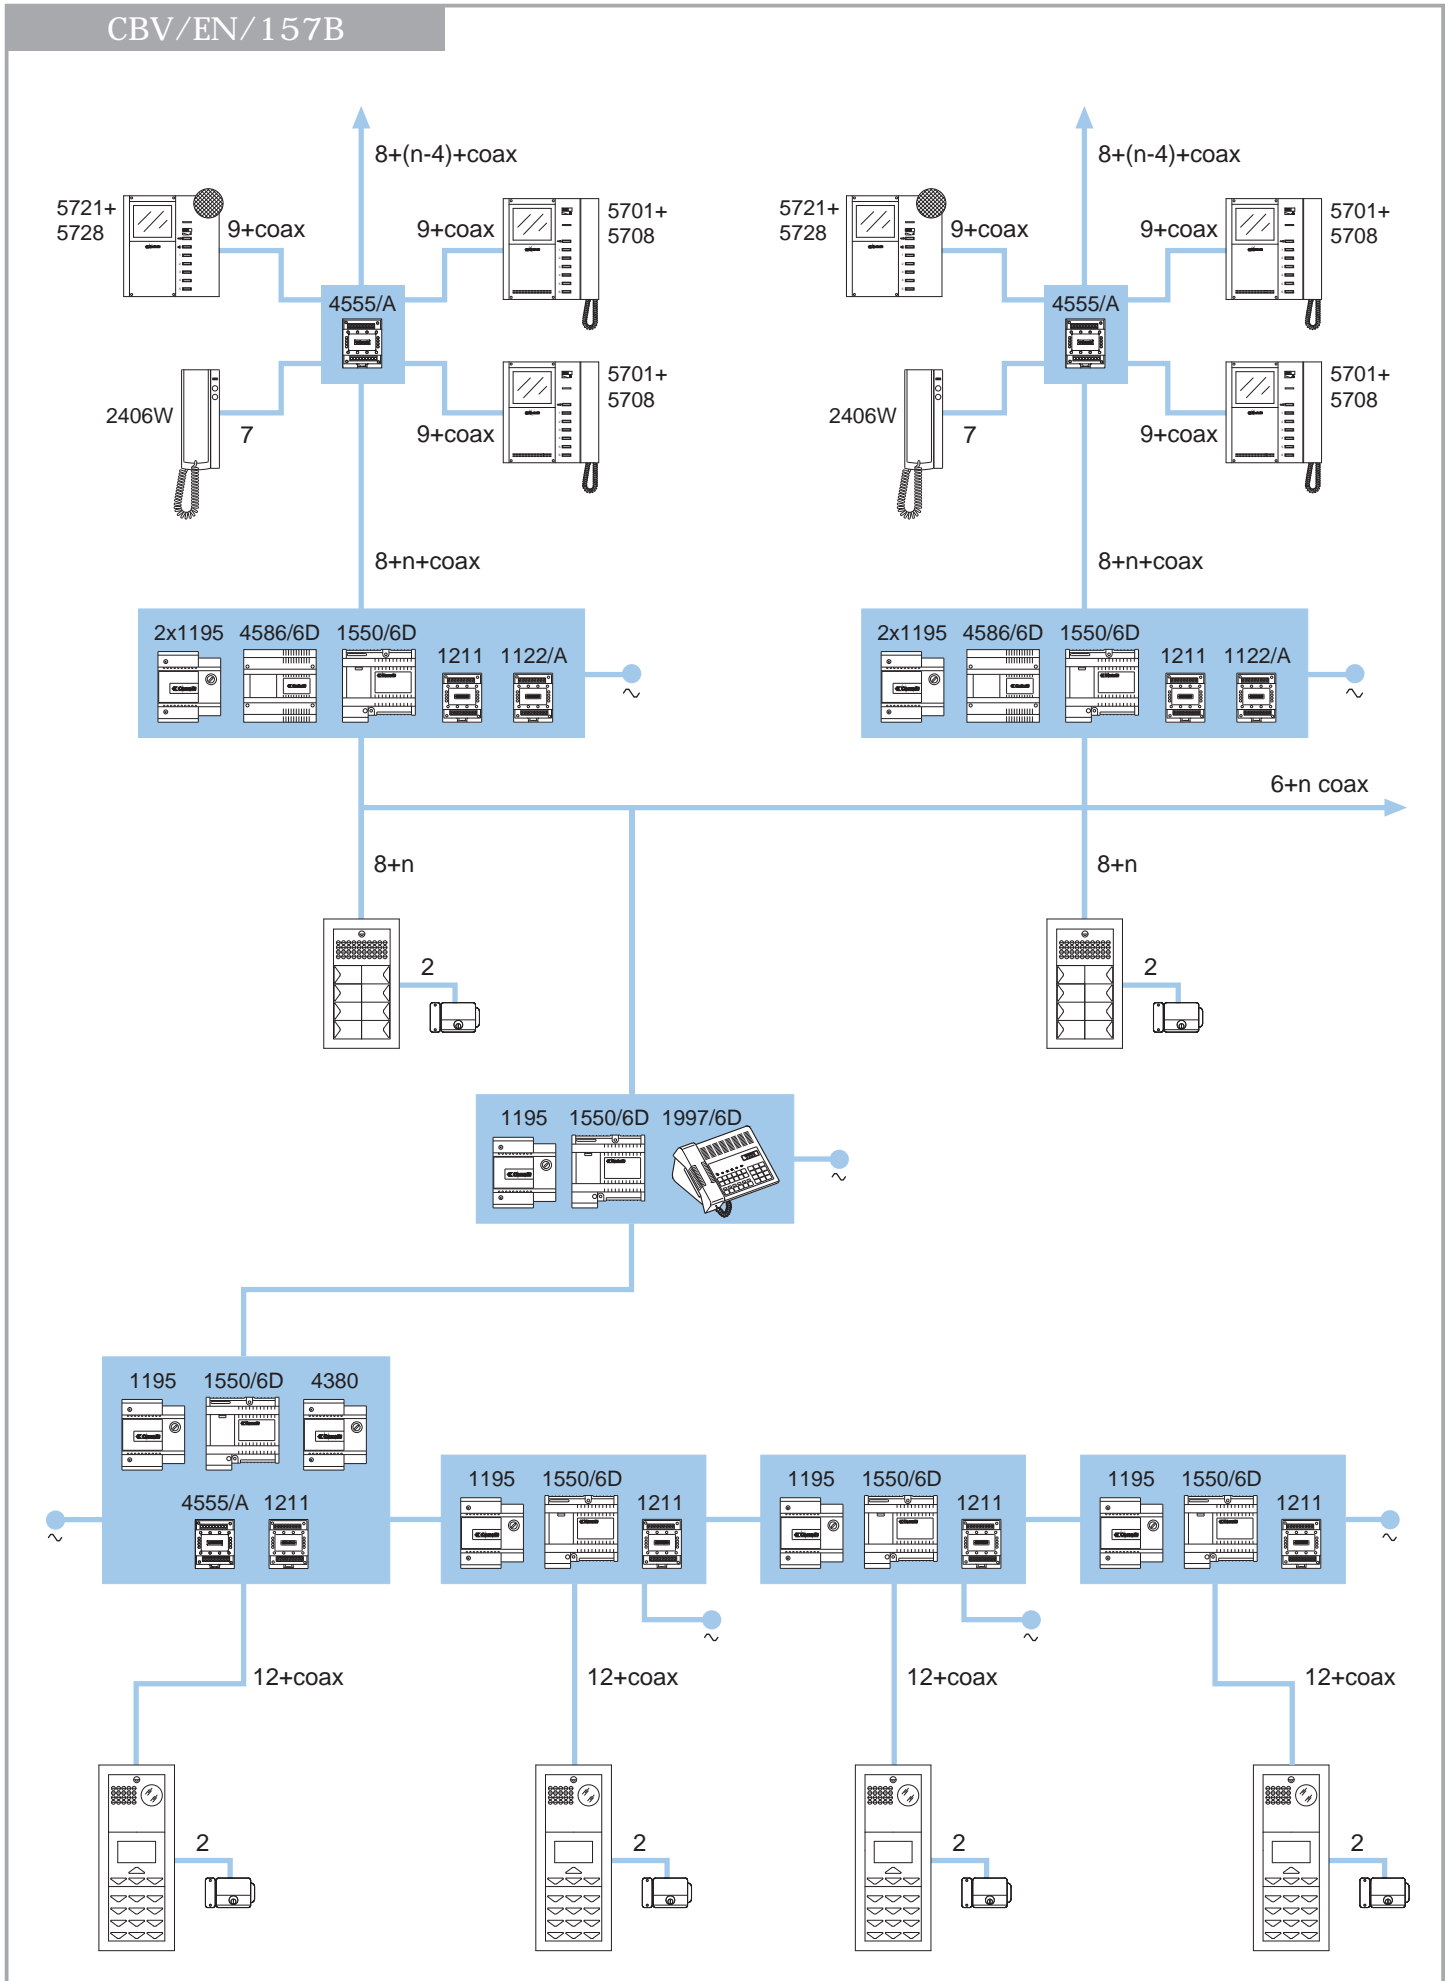 CBV/EN/157B
8+(n-4)+coax
8+(n-4)+coax
5721+
5728
9+coax
9+coax
5701+
5708
5721+
5728
9+coax
9+coax
5701+
5708
4555/A
4555/A
2406W
7
9+coax
5701+
5708
2406W
7
9+coax
5701+
5708
8+n+coax
8+n+coax
2x1195
4586/6D
1550/6D
1211
1122/A
~
2x1195
4586/6D
1550/6D
1211
1122/A
~
6+n coax
8+n
8+n
2
2
1195
1550/6D
1997/6D
~
1195
1550/6D
4380
4555/A
1211
~
1195
1550/6D
1211
~
1195
1550/6D
1211
~
1195
1550/6D
1211
~
12+coax
12+coax
12+coax
12+coax
2
2
2
2